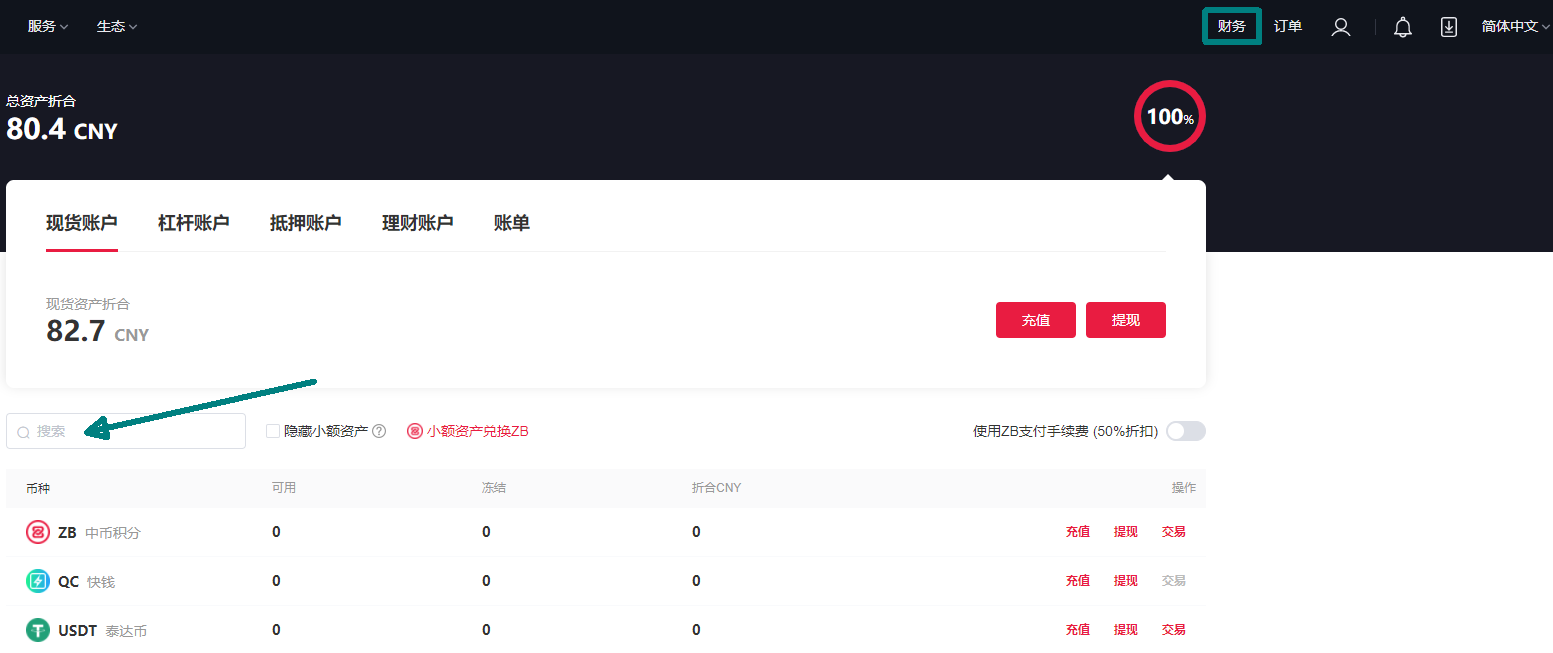 服务 生态 财务 订单 简体中文
总资产折合
80.4 CNY
100%
现货账户 杠杆账户 抵押账户 理财账户 账单
现货资产折合
82.7 CNY
充值 提现
搜索 隐藏小额资产 ? 小额资产兑换ZB 使用ZB支付手续费 (50%折扣)
币种 可用 冻结 折合CNY 操作
ZB 中币积分 0 0 0 充值 提现 交易
QC 快钱 0 0 0 充值 提现 交易
USDT 泰达币 0 0 0 充值 提现 交易